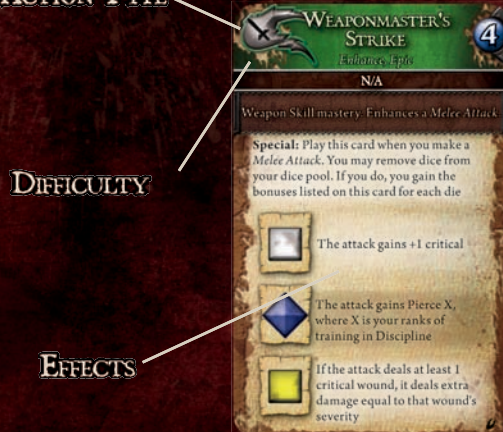 ACTION TYPE
WEAPONMASTER'S
STRIKE
4
Enhance, Epic
N/A
Weapon Skill mastery. Enhances a Melee Attack.
DIFFICULTY
Special: Play this card when you make a
Melee Attack. You may remove dice from
your dice pool. If you do, you gain the
bonuses listed on this card for each die
The attack gains +1 critical
The attack gains Pierce X,
where X is your ranks of
training in Discipline
EFFECTS
If the attack deals at least 1
critical wound, it deals extra
damage equal to that wound's
severity